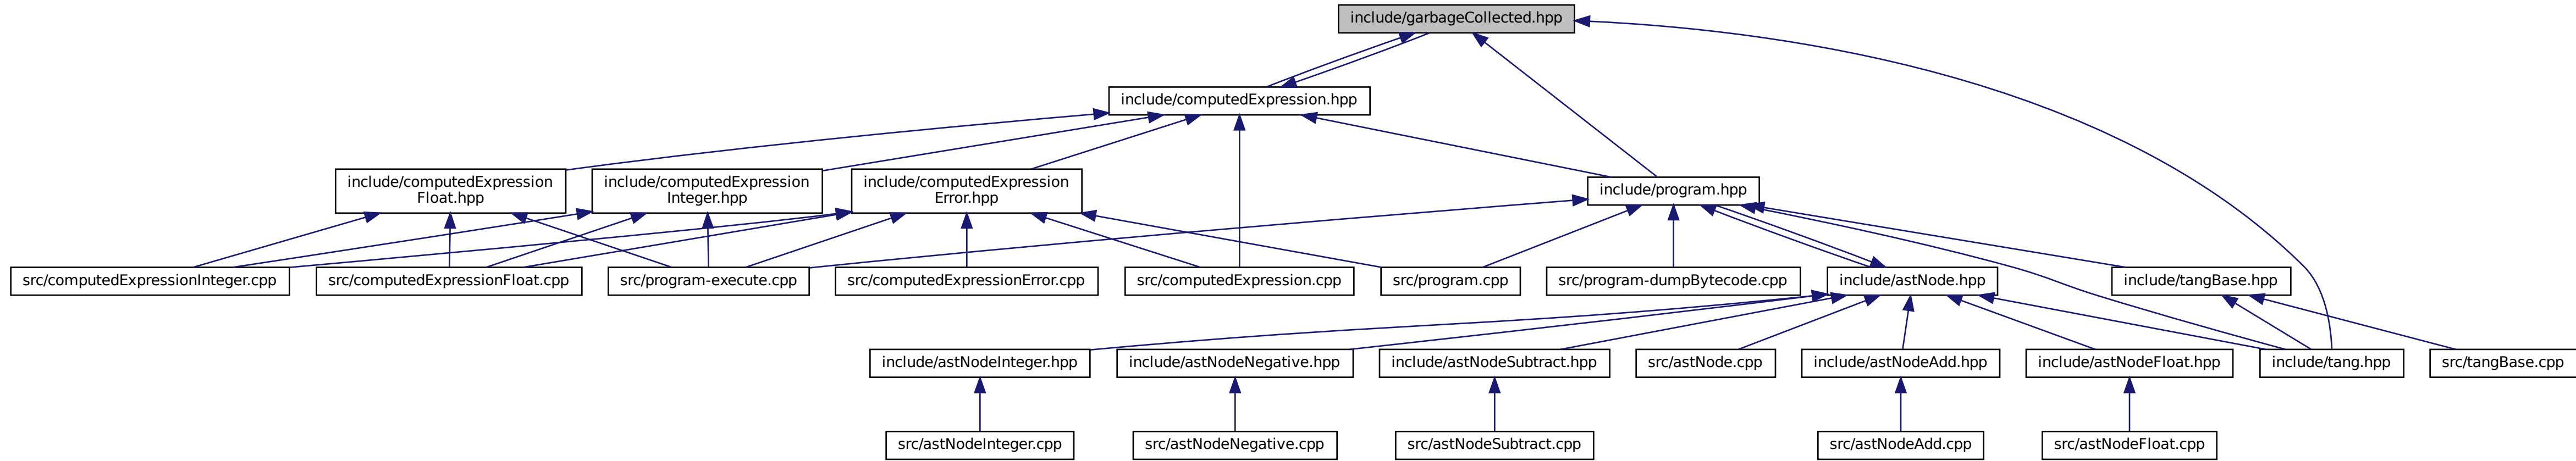 include/garbageCollected.hpp
include/computedExpression.hpp
include/computedExpression
Float.hpp
include/computedExpression
Integer.hpp
include/computedExpression
Error.hpp
include/program.hpp
src/computedExpressionInteger.cpp
src/computedExpressionFloat.cpp
src/program-execute.cpp
src/computedExpressionError.cpp
src/computedExpression.cpp
src/program.cpp
src/program-dumpBytecode.cpp
include/astNode.hpp
include/tangBase.hpp
include/astNodeInteger.hpp
include/astNodeNegative.hpp
include/astNodeSubtract.hpp
src/astNode.cpp
include/astNodeAdd.hpp
include/astNodeFloat.hpp
include/tang.hpp
src/tangBase.cpp
src/astNodeInteger.cpp
src/astNodeNegative.cpp
src/astNodeSubtract.cpp
src/astNodeAdd.cpp
src/astNodeFloat.cpp